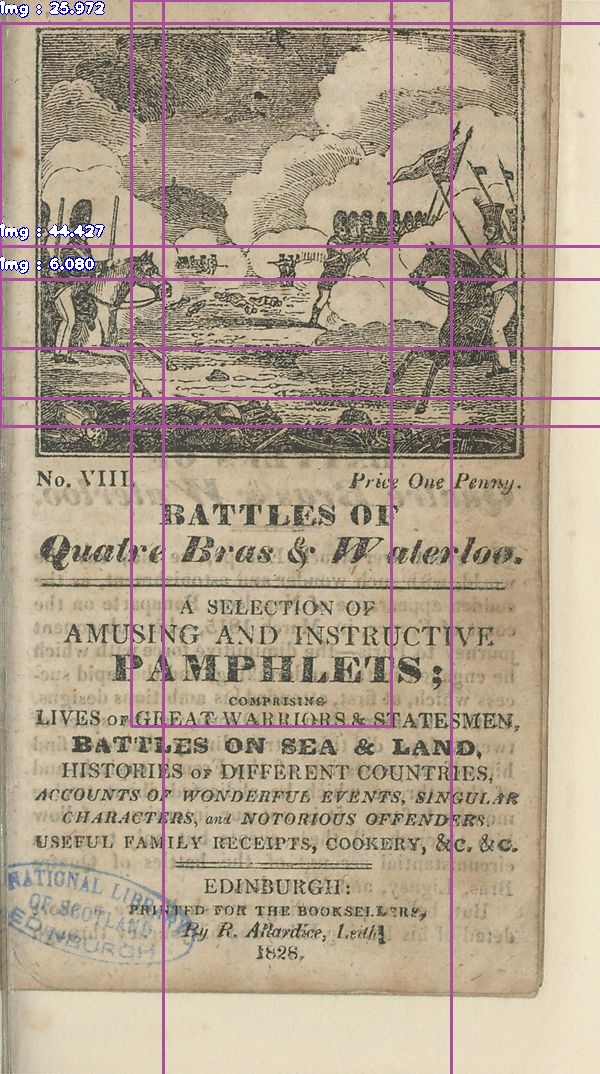 Img : 25.972
Img : 44.427
Img : 6.080
No. VIII.
Price One Penny.
BATTLES OF
Quatre Bras & Waterloo.
A SELECTION OF
AMUSING AND INSTRUCTIVE
PAMPHLETS;
COMPRISING
LIVES OF GREAT WARRIORS & STATESMEN,
BATTLES ON SEA & LAND,
HISTORIES OF DIFFERENT COUNTRIES,
ACCOUNTS OF WONDERFUL EVENTS, SINGULAR
CHARACTERS, and NOTORIOUS OFFENDERS.
USEFUL FAMILY RECEIPTS, COOKERY, &c. &c.
EDINBURGH:
PRINTED FOR THE BOOKSELLERS,
By R. Allardice, Leith
1828.
NATIONAL LIBRARY
OF SCOTLAND
EDINBURGH